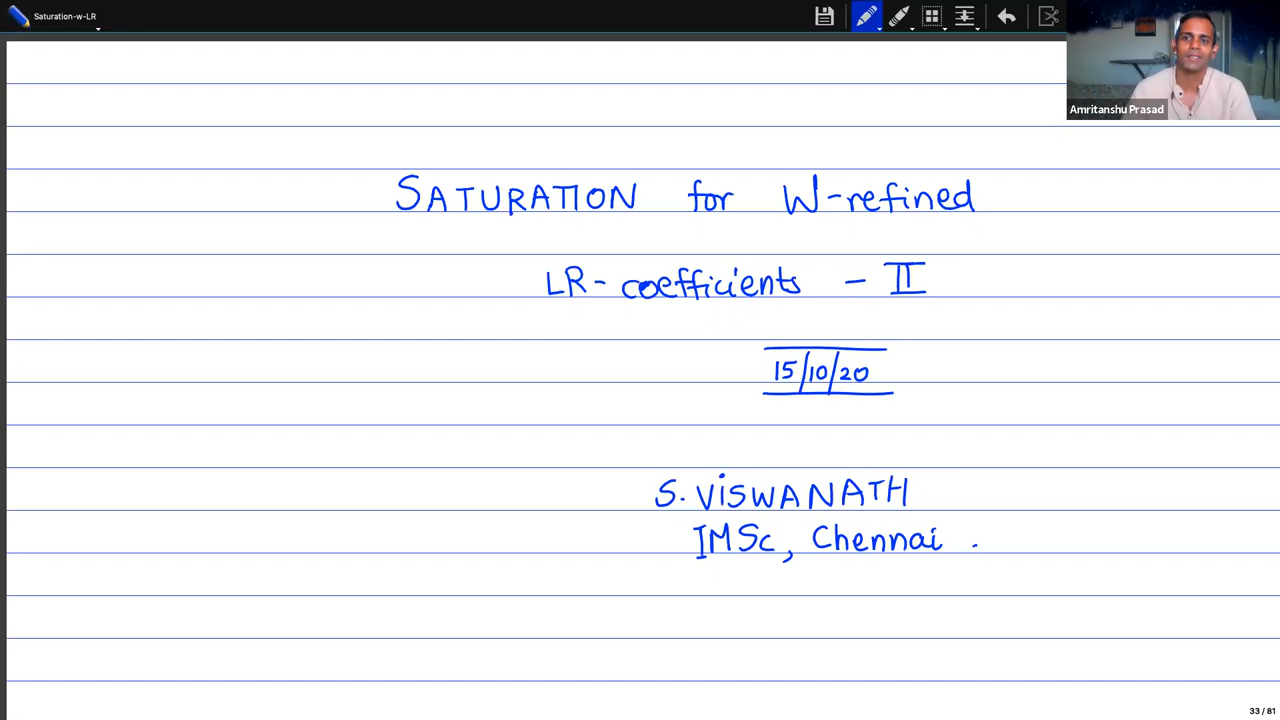 Saturation-w-LR
Amritanshu Prasad
SATURATION for W-refined
LR-coefficients - II
15/10/20
S. VISWANATH
IMSc, Chennai.
33 / 81